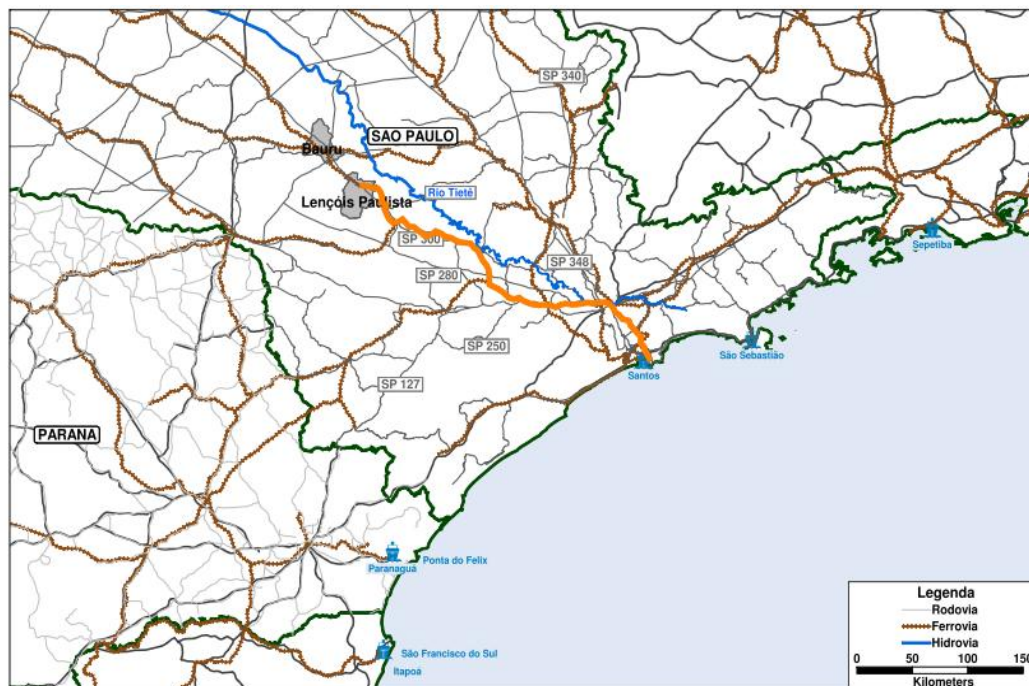 SP 340
SAO PAULO
Bauru
Rio Tietê
Lençóis Paulista
Sepetiba
SP 300
SP 348
SP 280
São Sebastião
SP 250
Santos
SP 127
PARANA
Ponta do Felix
Paranaguá
São Francisco do Sul
Itapoá
Legenda
Rodovia
Ferrovia
Hidrovia
0 50 100 150
Kilometers